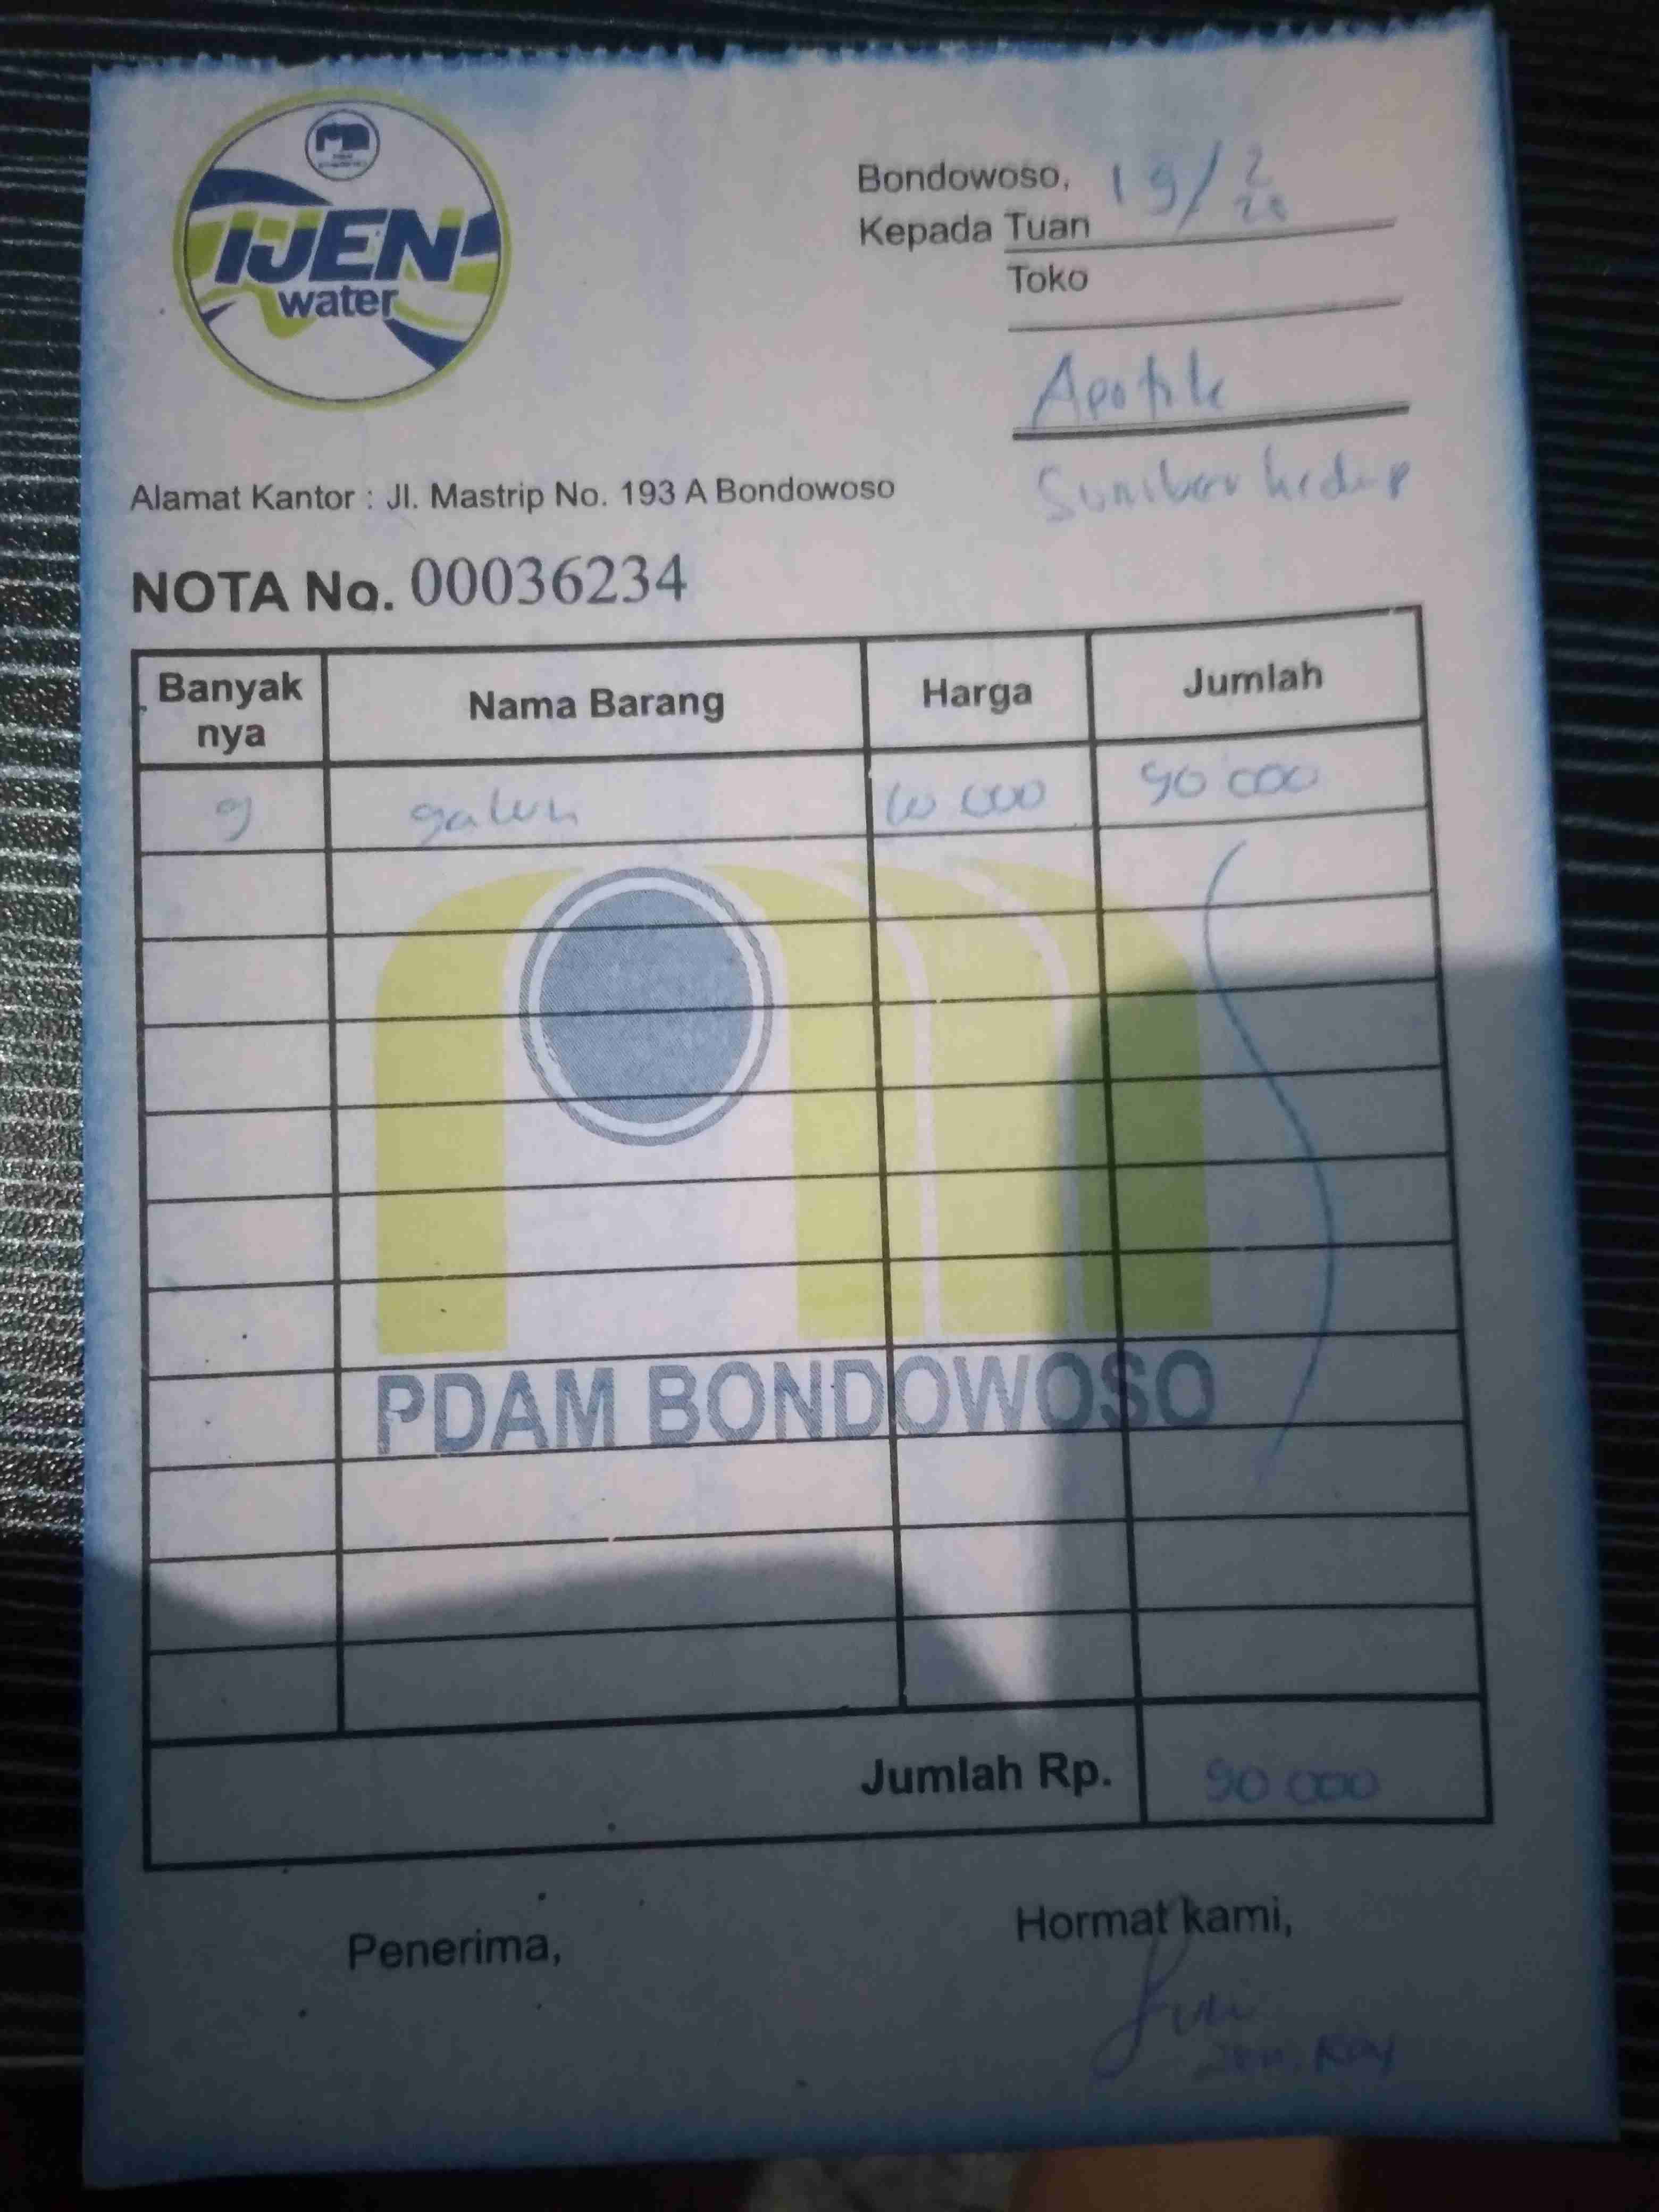 IJEN
water
Bondowoso, 19/2
Kepada Tuan
Toko
Apotik
Sumber hidup
Alamat Kantor : Jl. Mastrip No. 193 A Bondowoso
NOTA No. 00036234
Banyak nya Nama Barang Harga Jumlah
9 galon 10 000 90 000
PDAM BONDOWOSO
Jumlah Rp. 90 000
Penerima, Hormat kami,